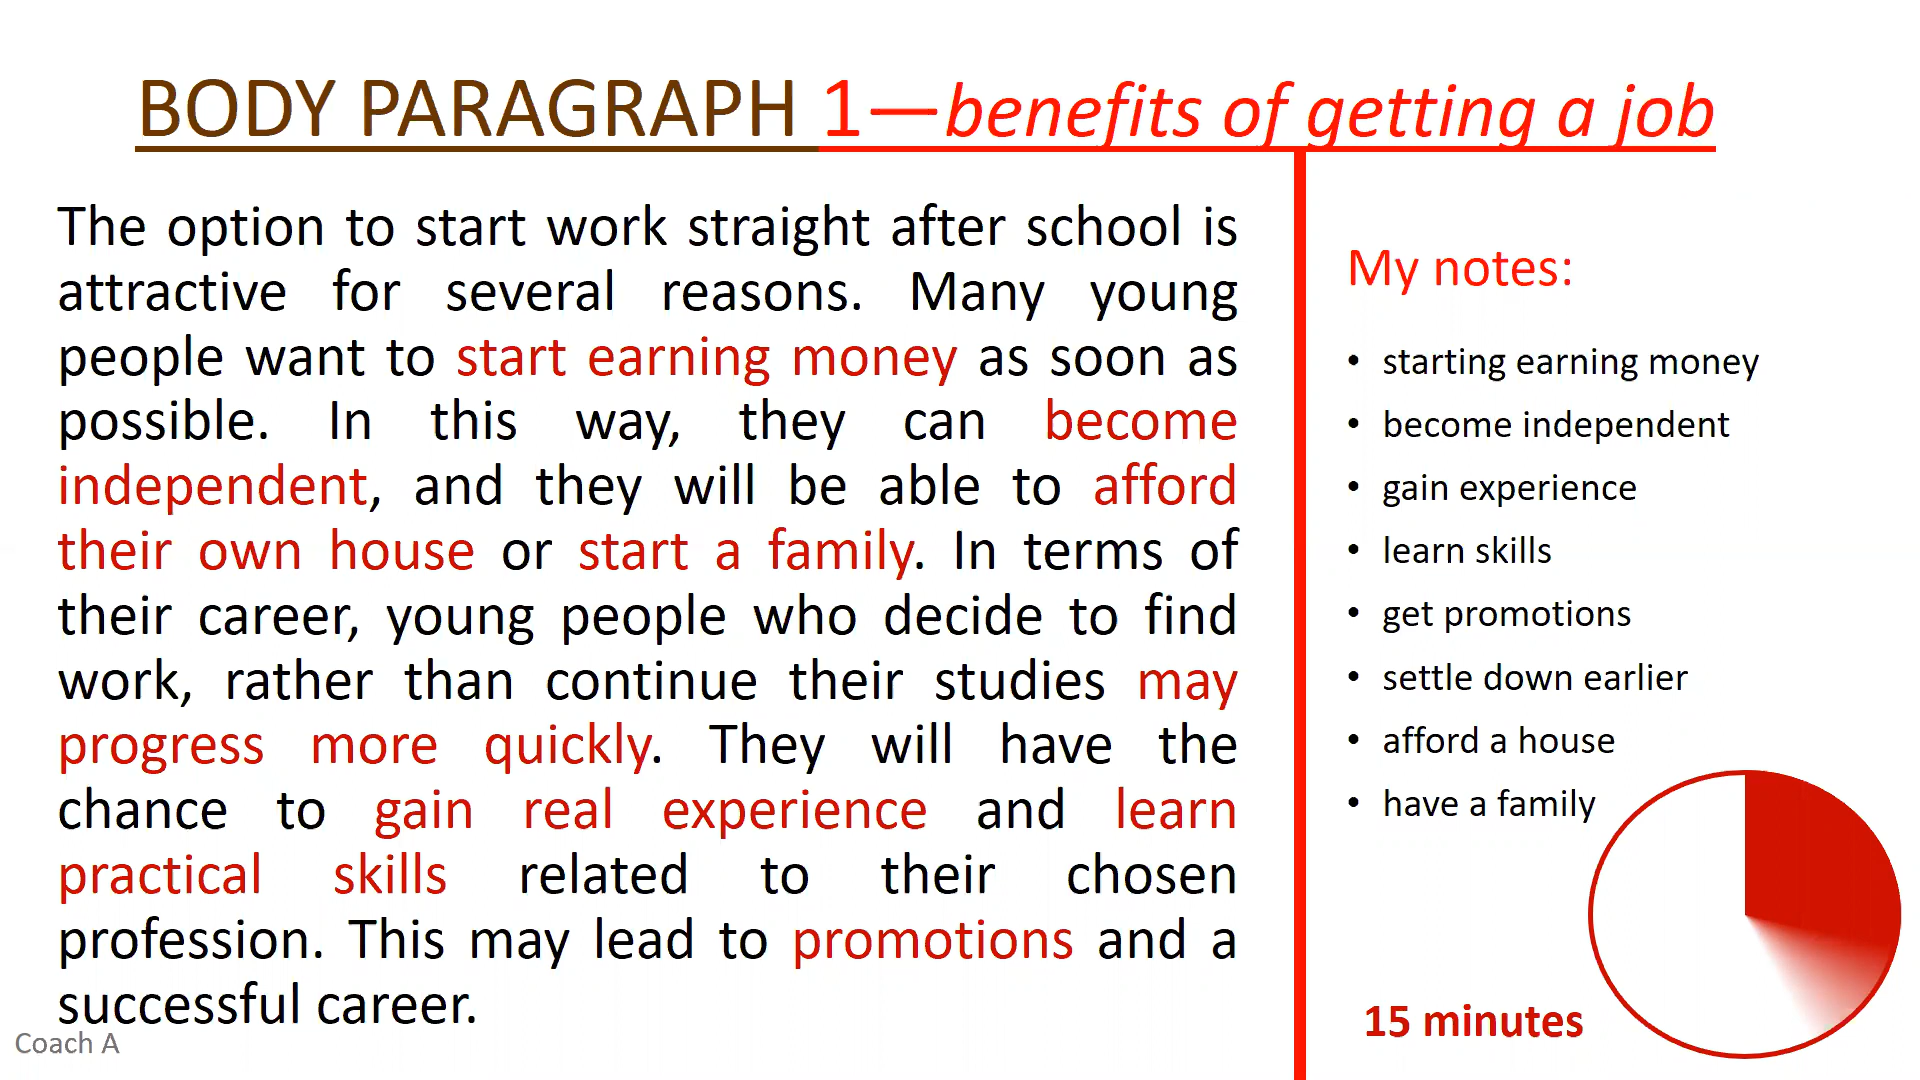 BODY PARAGRAPH 1—benefits of getting a job
The option to start work straight after school is
attractive for several reasons. Many young
people want to start earning money as soon as
possible. In this way, they can become
independent, and they will be able to afford
their own house or start a family. In terms of
their career, young people who decide to find
work, rather than continue their studies may
progress more quickly. They will have the
chance to gain real experience and learn
practical skills related to their chosen
profession. This may lead to promotions and a
successful career.
Coach A
My notes:
• starting earning money
• become independent
• gain experience
• learn skills
• get promotions
• settle down earlier
• afford a house
• have a family
15 minutes